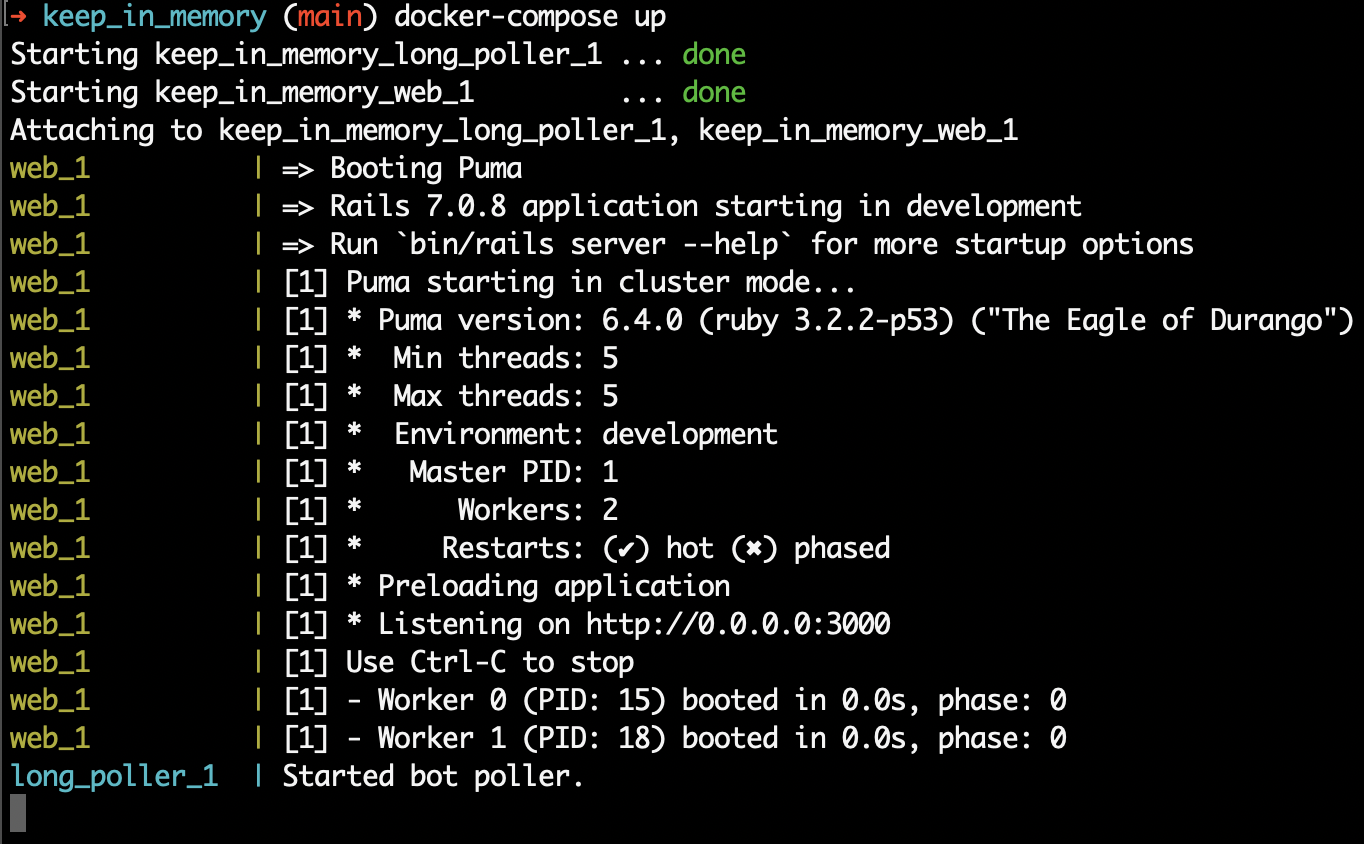 → keep_in_memory (main) docker-compose up
Starting keep_in_memory_long_poller_1 ... done
Starting keep_in_memory_web_1         ... done
Attaching to keep_in_memory_long_poller_1, keep_in_memory_web_1
web_1          | => Booting Puma
web_1          | => Rails 7.0.8 application starting in development
web_1          | => Run `bin/rails server --help` for more startup options
web_1          | [1] Puma starting in cluster mode...
web_1          | [1] * Puma version: 6.4.0 (ruby 3.2.2-p53) ("The Eagle of Durango")
web_1          | [1] *  Min threads: 5
web_1          | [1] *  Max threads: 5
web_1          | [1] *  Environment: development
web_1          | [1] *   Master PID: 1
web_1          | [1] *      Workers: 2
web_1          | [1] *     Restarts: (✔) hot (✖) phased
web_1          | [1] * Preloading application
web_1          | [1] * Listening on http://0.0.0.0:3000
web_1          | [1] Use Ctrl-C to stop
web_1          | [1] - Worker 0 (PID: 15) booted in 0.0s, phase: 0
web_1          | [1] - Worker 1 (PID: 18) booted in 0.0s, phase: 0
long_poller_1  | Started bot poller.